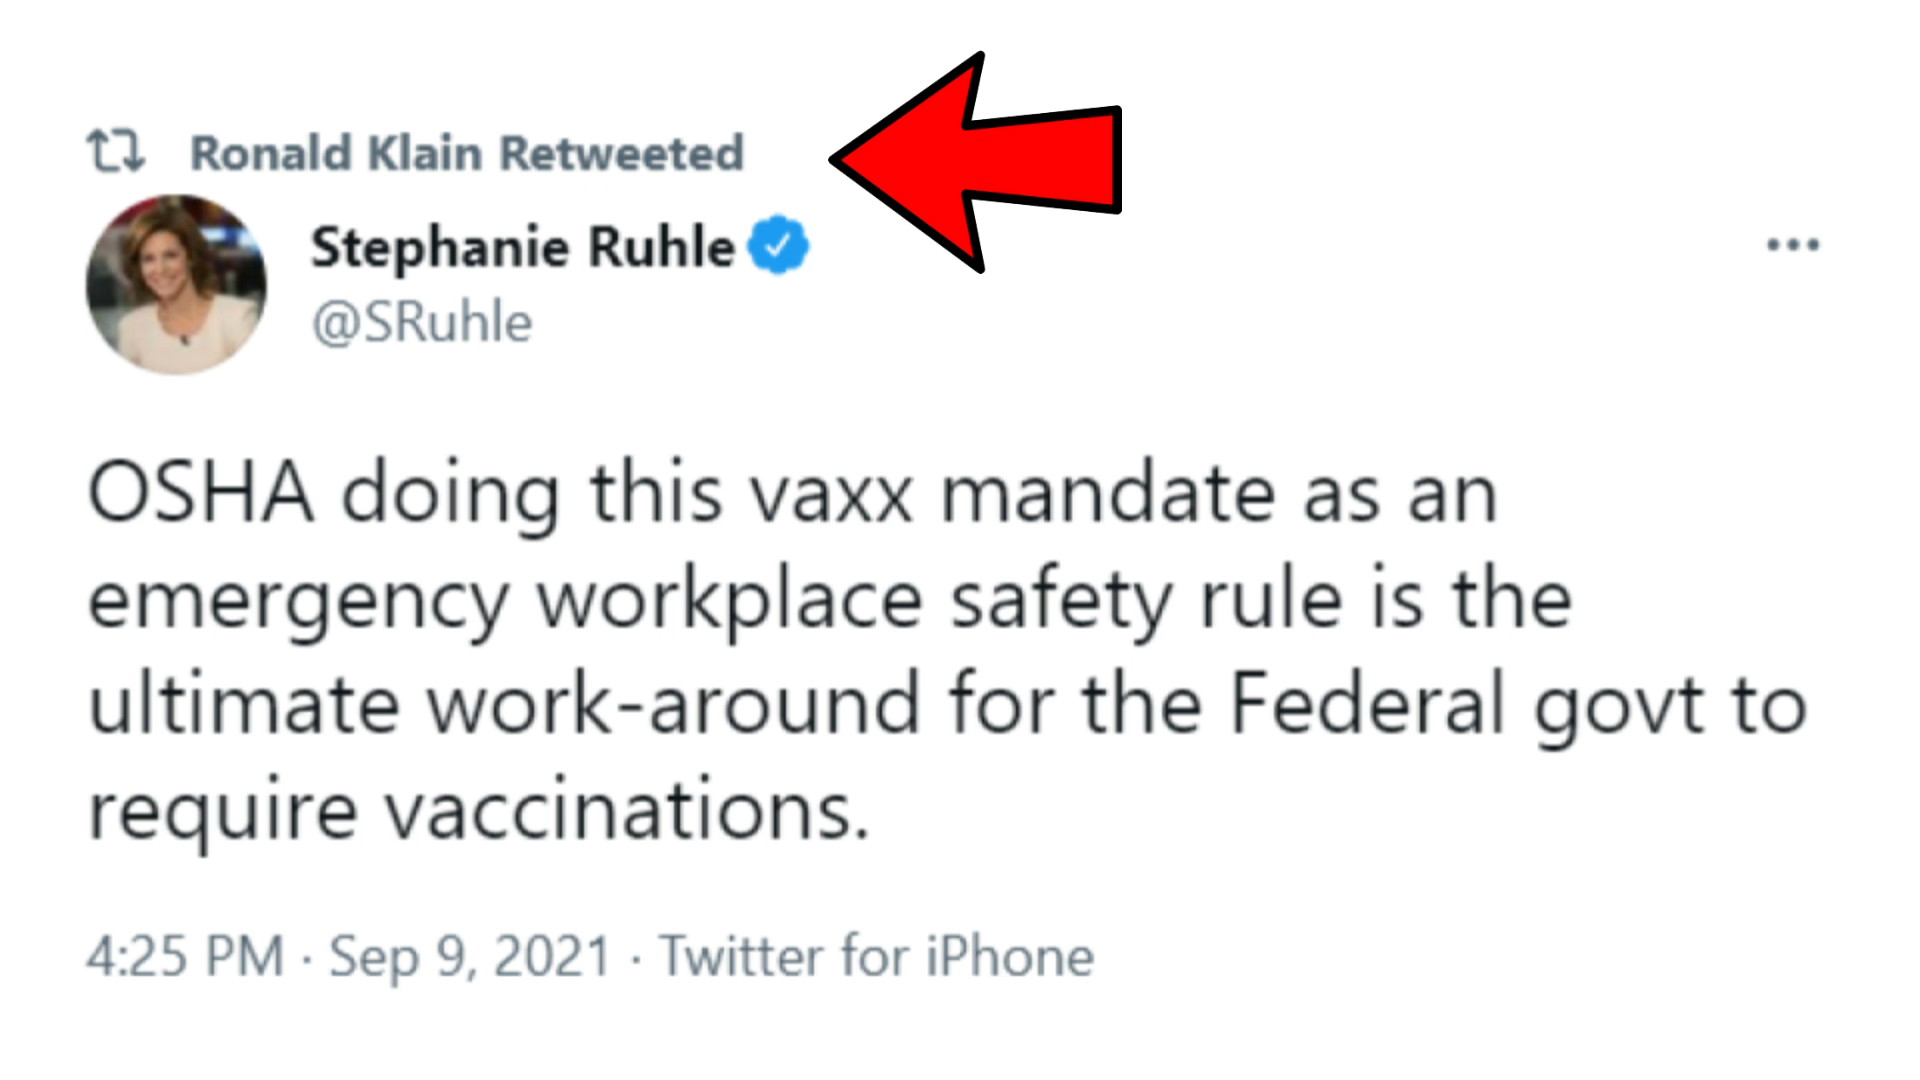 Ronald Klain Retweeted
Stephanie Ruhle
@SRuhle
OSHA doing this vaxx mandate as an
emergency workplace safety rule is the
ultimate work-around for the Federal govt to
require vaccinations.
4:25 PM · Sep 9, 2021 · Twitter for iPhone